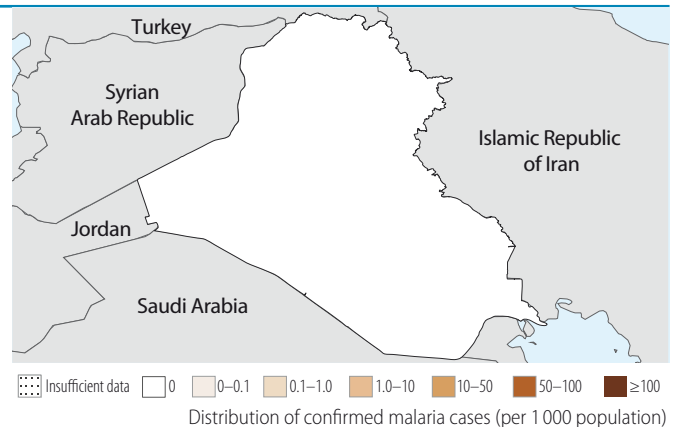 Turkey
Syrian
Arab Republic
Islamic Republic
of Iran
Jordan
Saudi Arabia
Insufficient data 0 0–0.1 0.1–1.0 1.0–10 10–50 50–100 ≥100
Distribution of confirmed malaria cases (per 1 000 population)